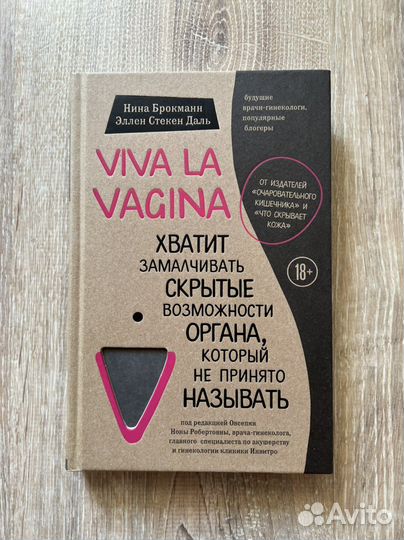 Нина Брокманн
Эллен Стекен Даль
будущие
врачи-гинекологи,
популярные
блогеры
VIVA LA
VAGINA
ОТ ИЗДАТЕЛЕЙ
«ОЧАРОВАТЕЛЬНОГО
КИШЕЧНИКА» И
«ЧТО СКРЫВАЕТ
КОЖА»
ХВАТИТ
ЗАМАЛЧИВАТЬ
СКРЫТЫЕ
ВОЗМОЖНОСТИ
ОРГАНА,
КОТОРЫЙ
НЕ ПРИНЯТО
НАЗЫВАТЬ
18+
под редакцией Овсепян
Ноны Робертовны, врача-гинеколога,
главного специалиста по акушерству
и гинекологии клиники Инвитро
Avito